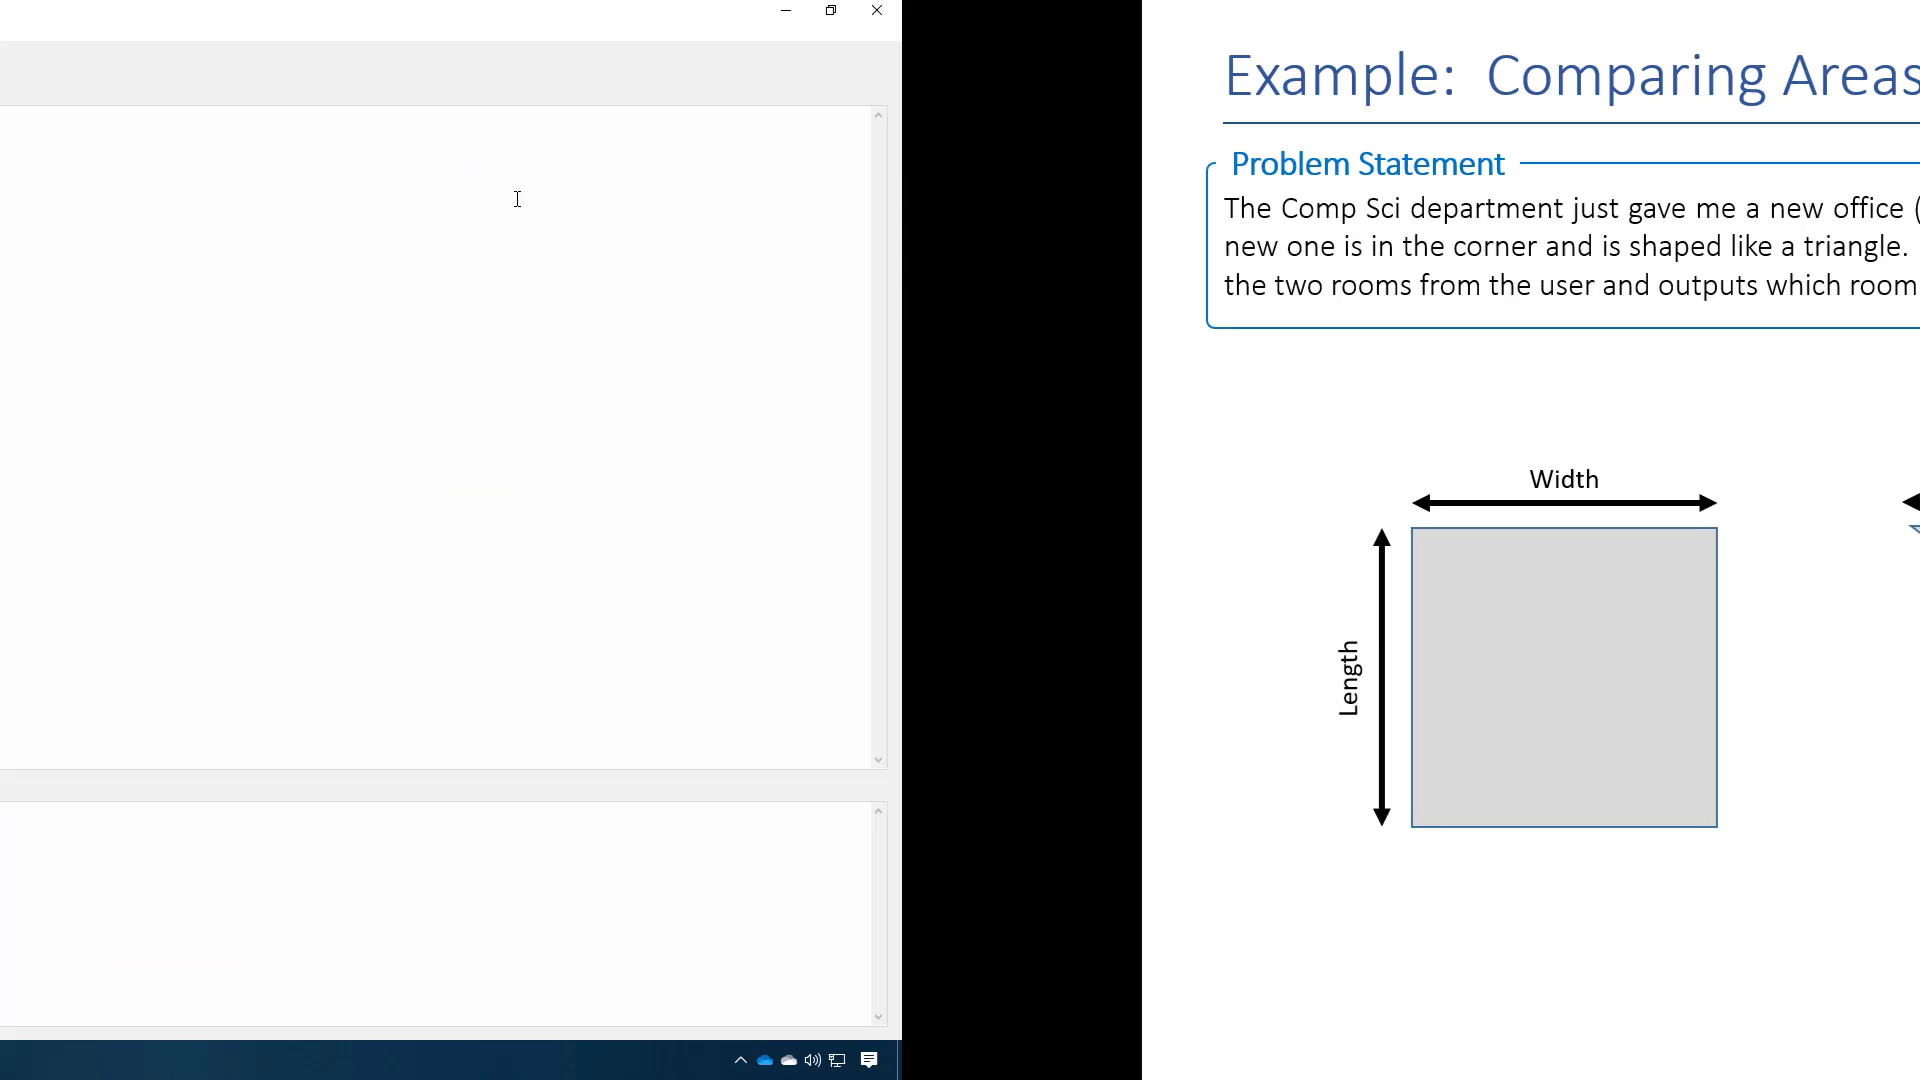 Example:  Comparing Areas
Problem Statement
The Comp Sci department just gave me a new office (
new one is in the corner and is shaped like a triangle.
the two rooms from the user and outputs which room
Width
Length